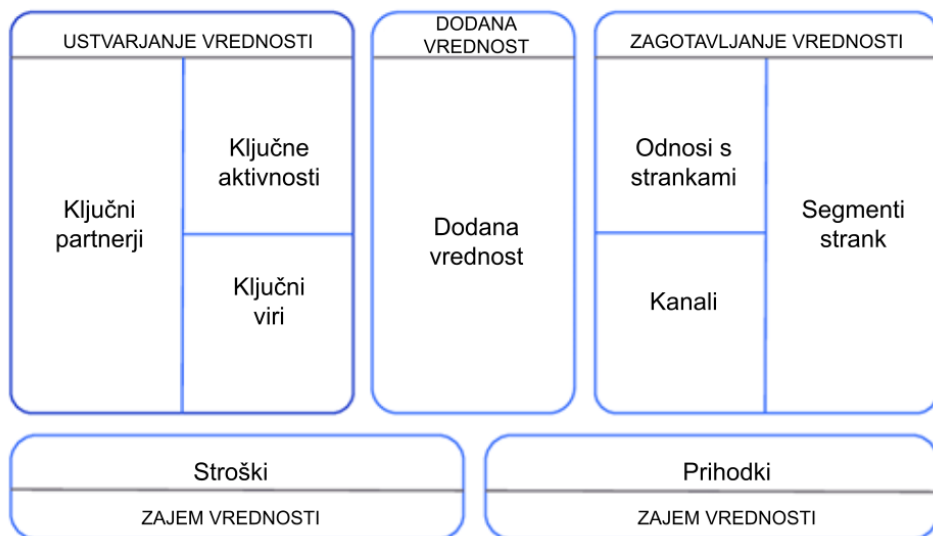 USTVARJANJE VREDNOSTI
Ključni
partnerji
Ključne
aktivnosti
Ključni
viri
DODANA
VREDNOST
Dodana
vrednost
ZAGOTAVLJANJE VREDNOSTI
Odnosi s
strankami
Kanali
Segmenti
strank
Stroški
ZAJEM VREDNOSTI
Prihodki
ZAJEM VREDNOSTI